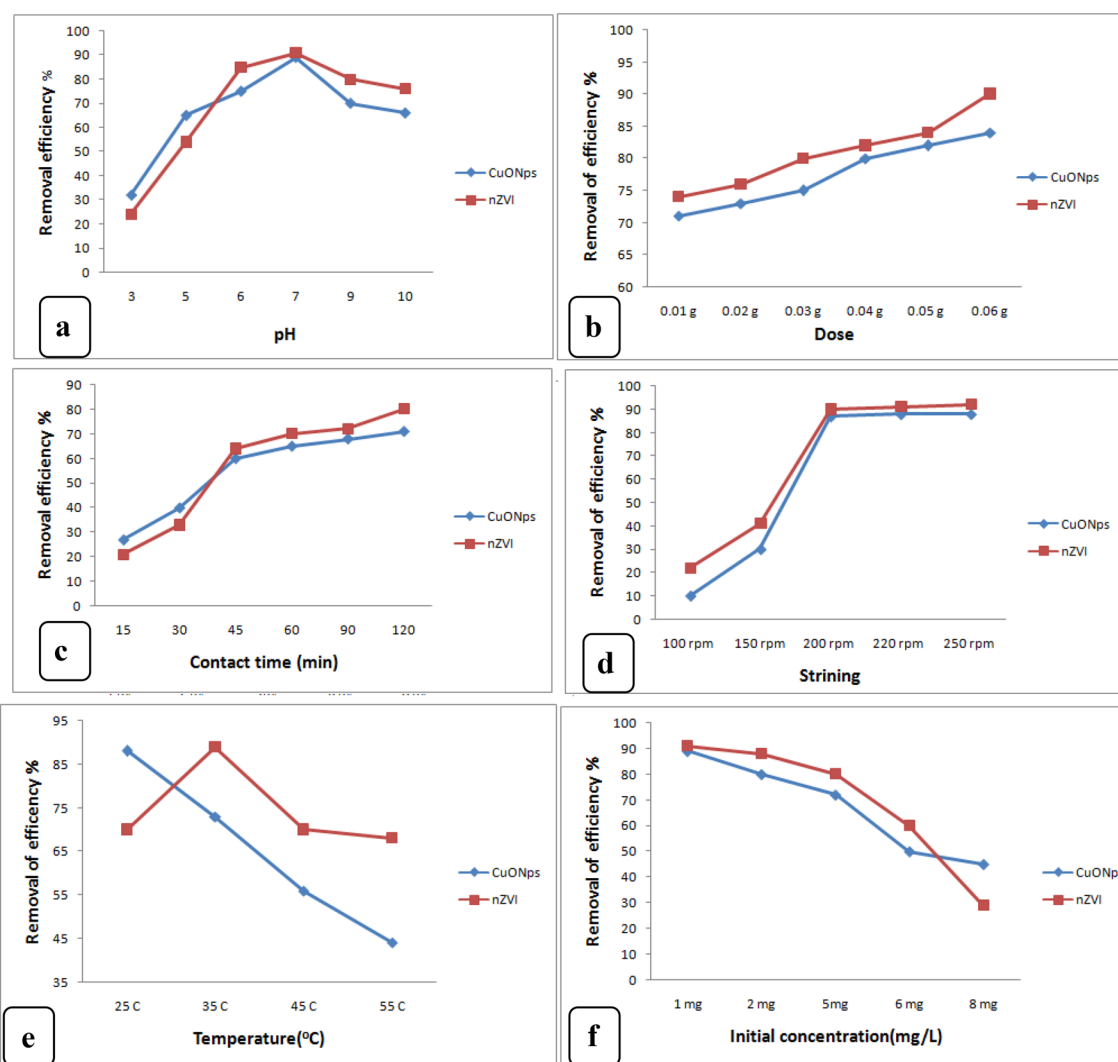 Removal efficiency %
100
90
80
70
60
50
40
30
20
10
0
3 5 6 7 9 10
pH
CuONps
nZVI
a
Removal of efficiency %
100
95
90
85
80
75
70
65
60
0.01 g 0.02 g 0.03 g 0.04 g 0.05 g 0.06 g
Dose
CuONps
nZVI
b
Removal efficiency %
90
80
70
60
50
40
30
20
10
0
15 30 45 60 90 120
Contact time (min)
CuONps
nZVI
c
Removal of efficiency %
100
90
80
70
60
50
40
30
20
10
0
100 rpm 150 rpm 200 rpm 220 rpm 250 rpm
Strining
CuONps
nZVI
d
Removal of efficency %
95
85
75
65
55
45
35
25 C 35 C 45 C 55 C
Temperature(°C)
CuONps
nZVI
e
Removal of efficiency %
100
90
80
70
60
50
40
30
20
10
0
1 mg 2 mg 5mg 6 mg 8 mg
Initial concentration(mg/L)
CuONp
nZVI
f